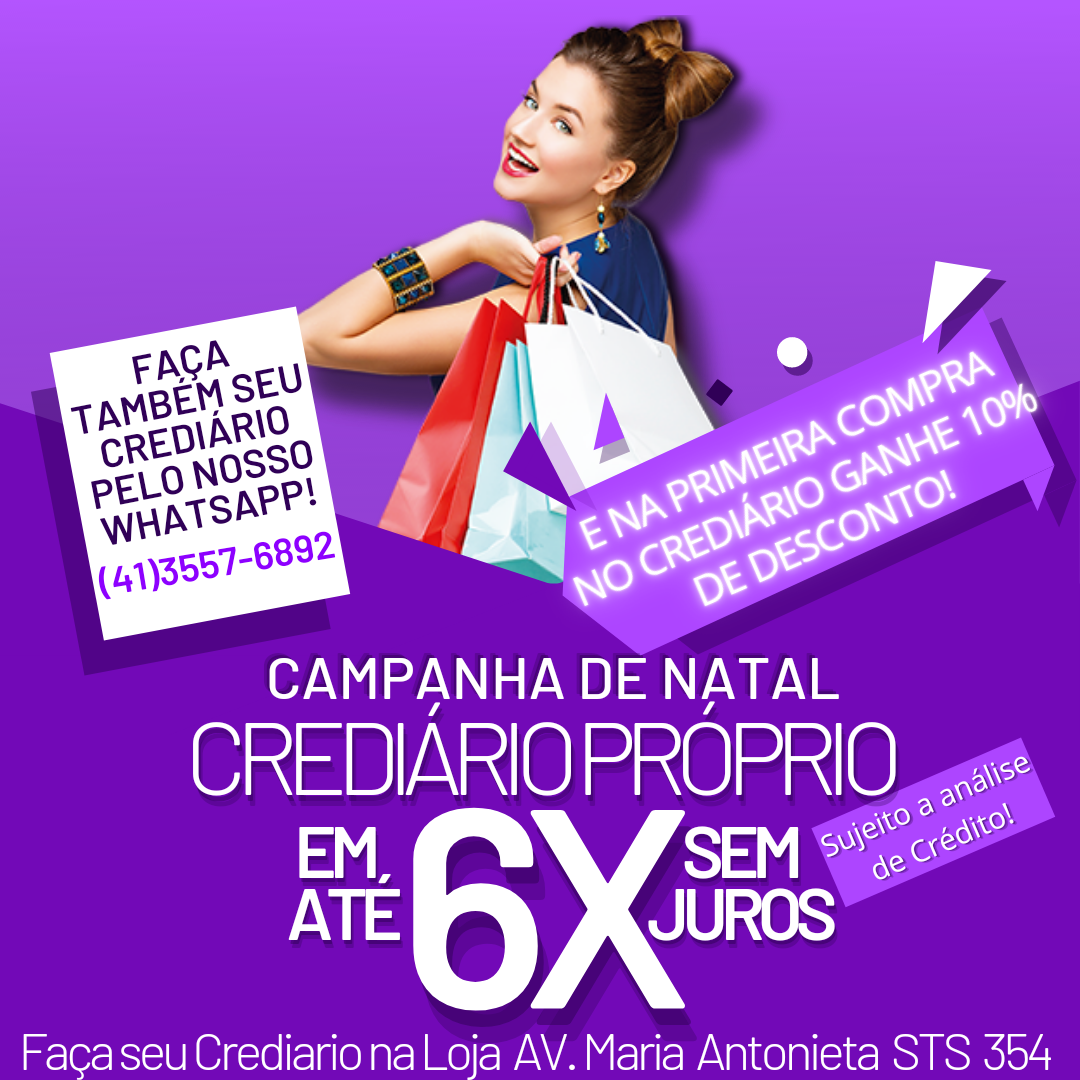 FAÇA
TAMBÉM SEU
CREDIÁRIO
PELO NOSSO
WHATSAPP!
(41)3557-6892
E NA PRIMEIRA COMPRA
NO CREDIÁRIO GANHE 10%
DE DESCONTO!
CAMPANHA DE NATAL
CREDIÁRIO PRÓPRIO
EM
ATÉ
6X
SEM
JUROS
Sujeito a análise
de Crédito!
Faça seu Crediario na Loja AV. Maria Antonieta STS 354